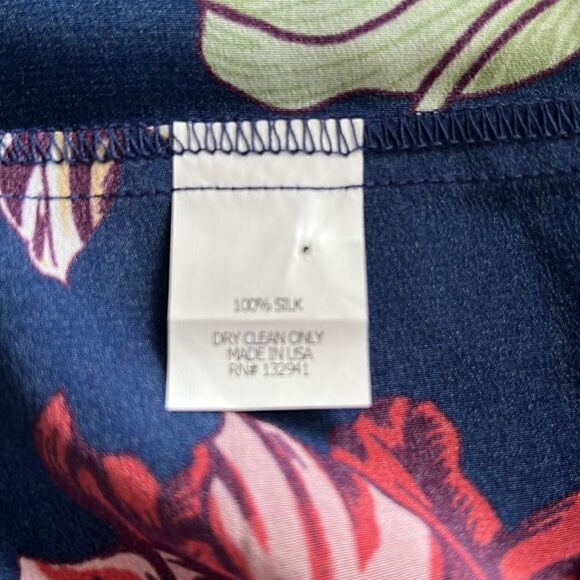 100% SILK
DRY CLEAN ONLY
MADE IN USA
RN# 132941